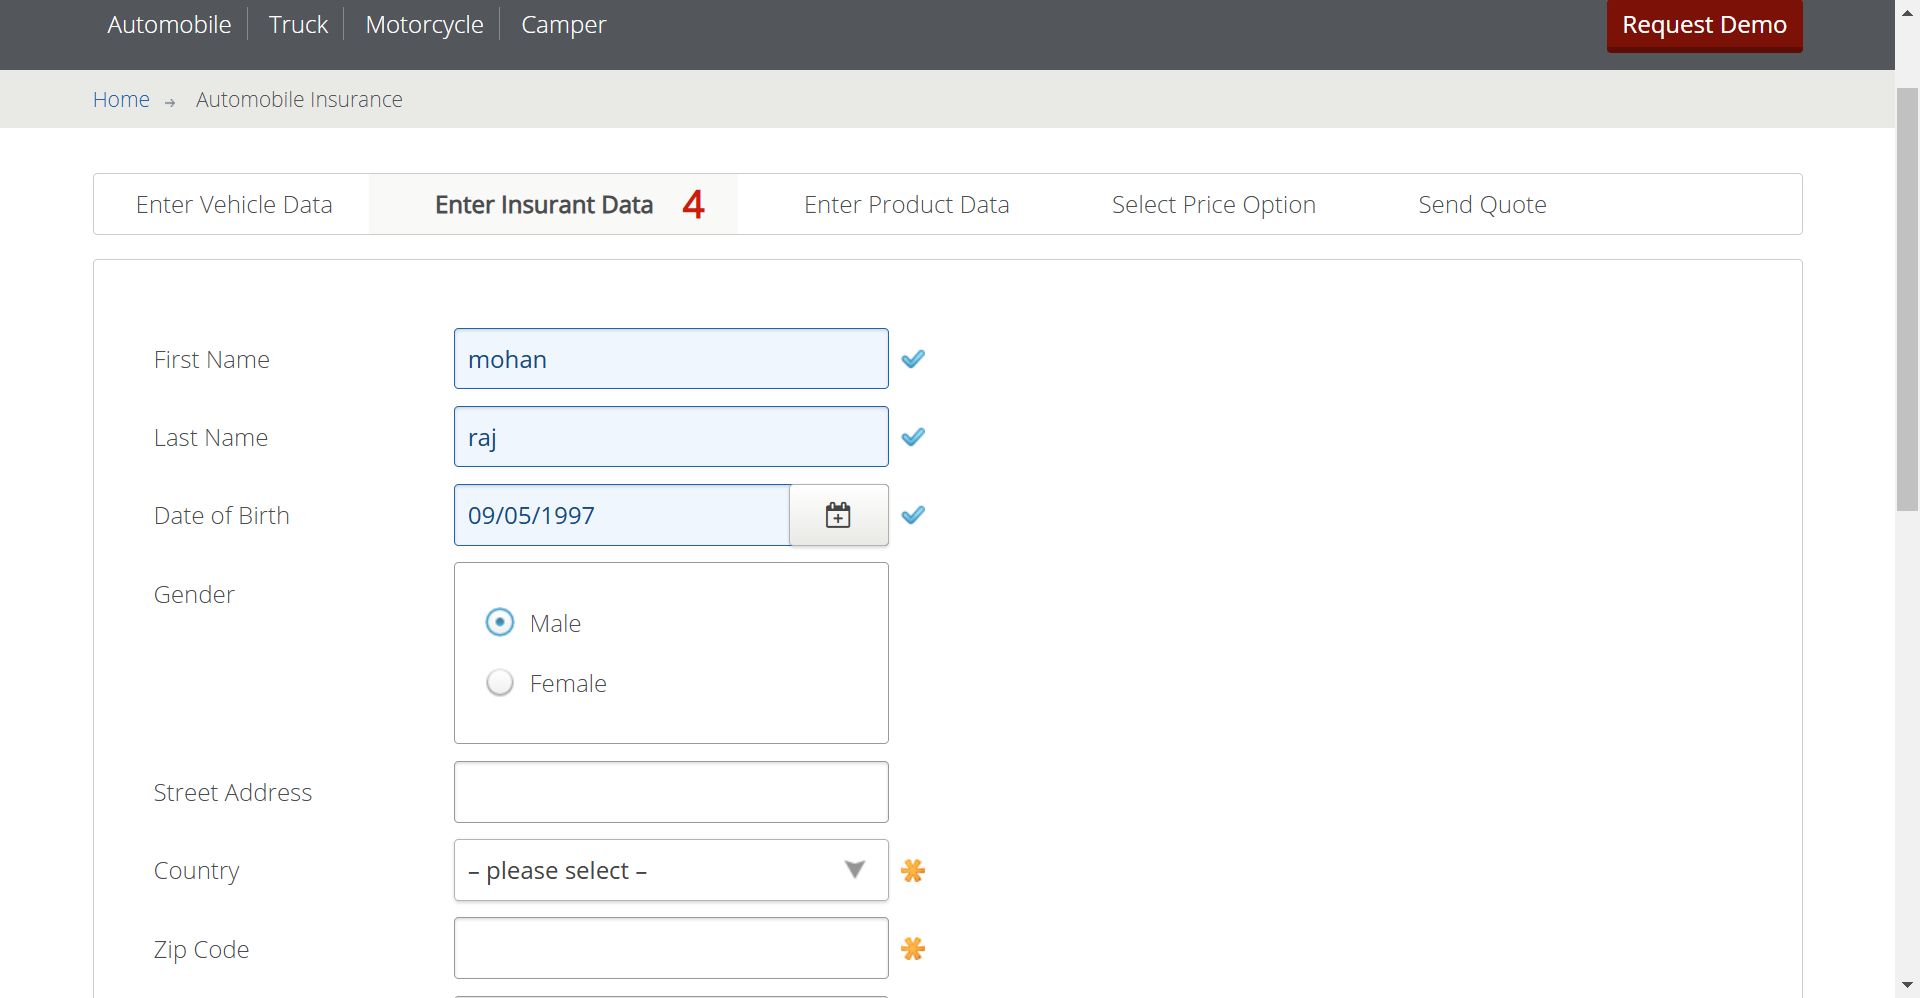 Automobile Truck Motorcycle Camper Request Demo
Home → Automobile Insurance
Enter Vehicle Data Enter Insurant Data 4 Enter Product Data Select Price Option Send Quote
First Name mohan
Last Name raj
Date of Birth 09/05/1997
Gender
Male
Female
Street Address
Country – please select –
Zip Code